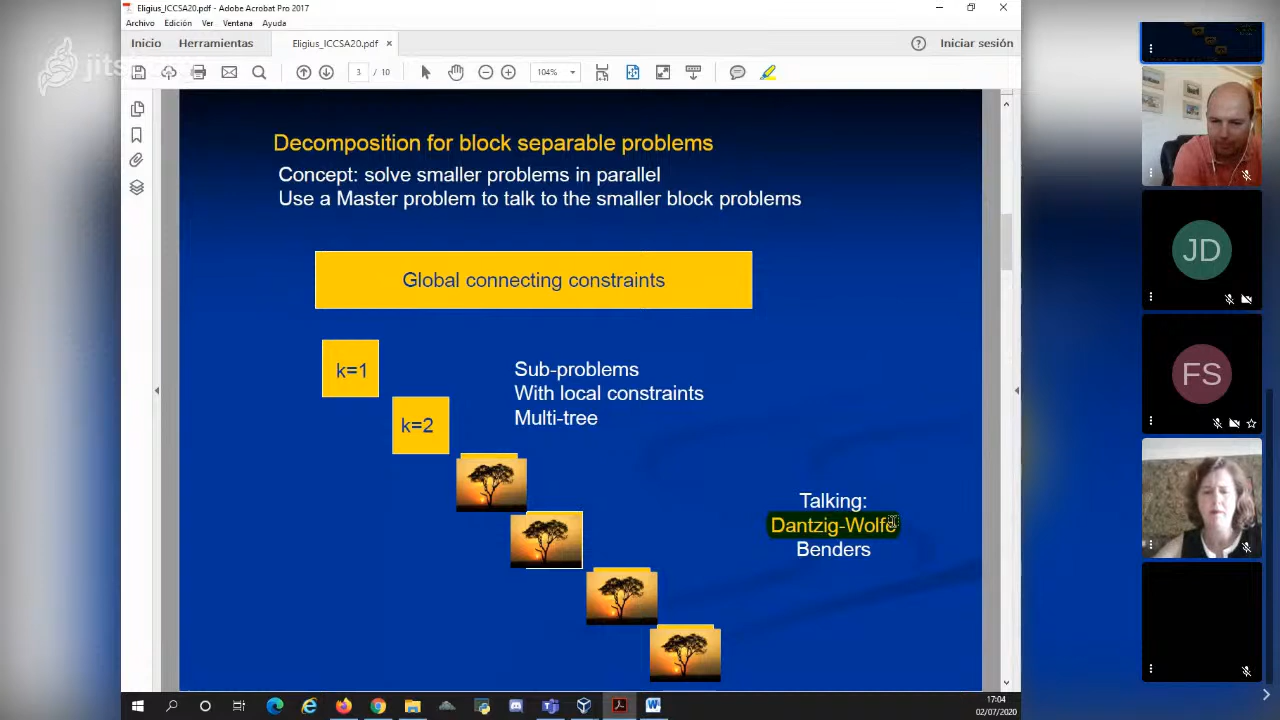 Eligius_ICCSA20.pdf - Adobe Acrobat Pro 2017
Archivo Edición Ver Ventana Ayuda
Inicio Herramientas Eligius_ICCSA20.pdf × Iniciar sesión
3 / 10 104%
Decomposition for block separable problems
Concept: solve smaller problems in parallel
Use a Master problem to talk to the smaller block problems
Global connecting constraints
k=1
k=2
Sub-problems
With local constraints
Multi-tree
Talking:
Dantzig-Wolfe
Benders
JD
FS
17:04
02/07/2020